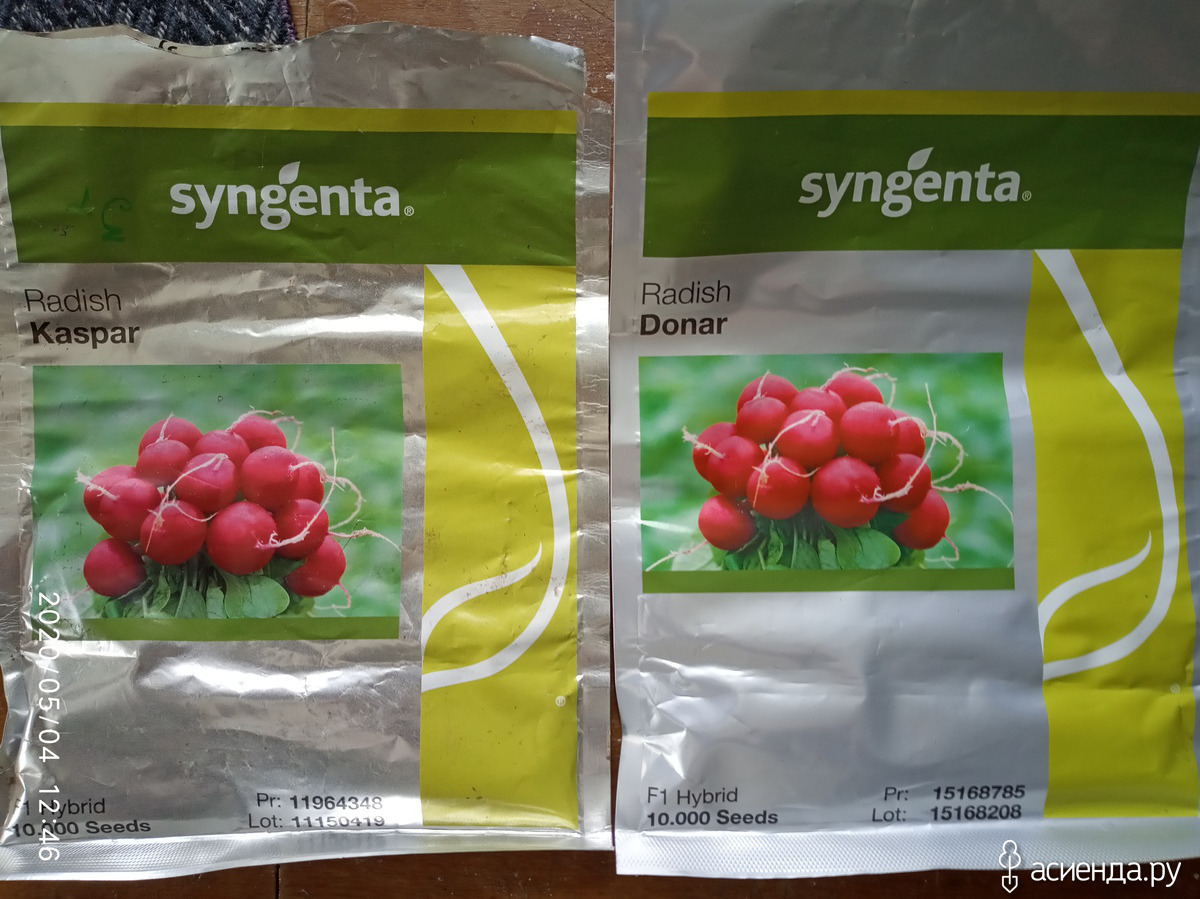 syngenta®
Radish
Kaspar
F1 Hybrid
10.000 Seeds
Pr: 11964348
Lot: 11150419
®
2020/05/04 12:46
syngenta®
Radish
Donar
F1 Hybrid
10.000 Seeds
Pr: 15168785
Lot: 15168208
®
асиенда.ру